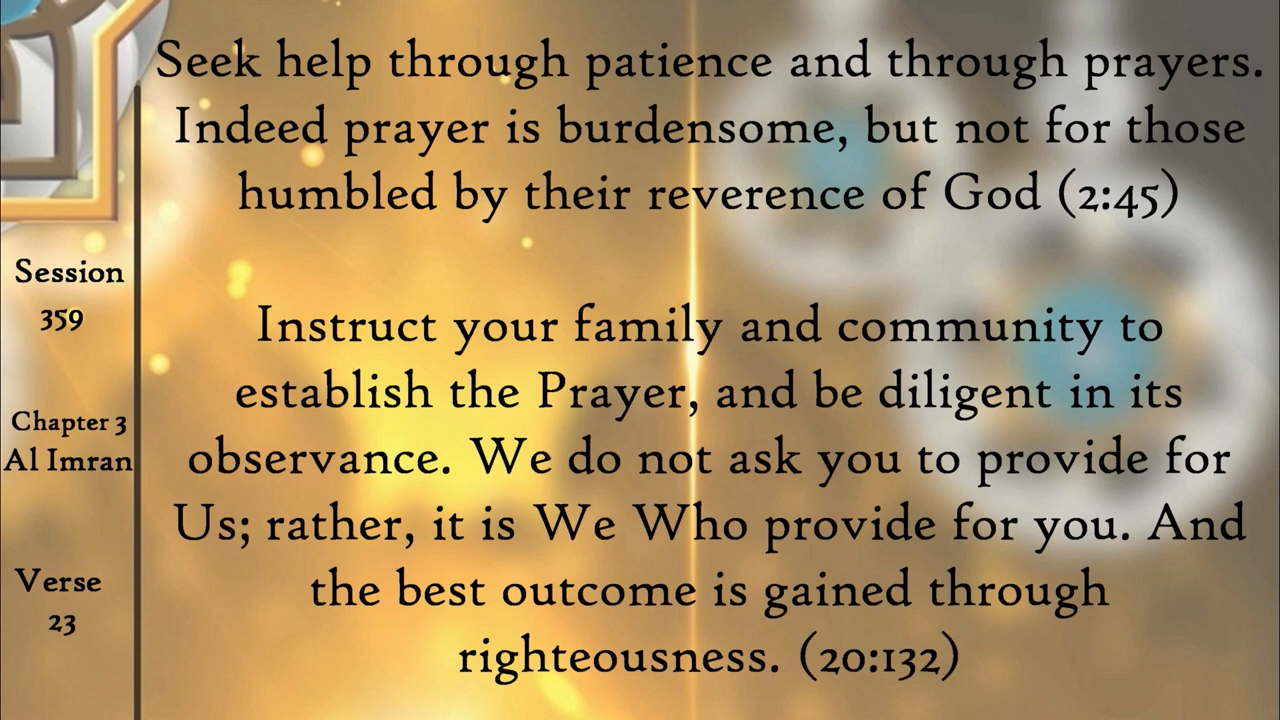 Seek help through patience and through prayers.
Indeed prayer is burdensome, but not for those
humbled by their reverence of God (2:45)
Instruct your family and community to
establish the Prayer, and be diligent in its
observance. We do not ask you to provide for
Us; rather, it is We Who provide for you. And
the best outcome is gained through
righteousness. (20:132)
Session
359
Chapter 3
Al Imran
Verse
23